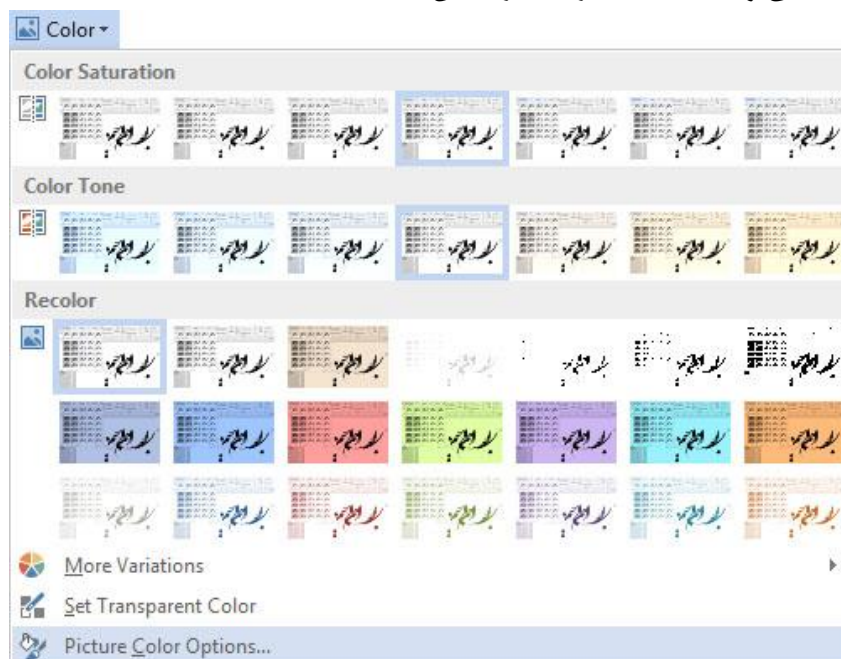 Color
Color Saturation
Color Tone
Recolor
More Variations
Set Transparent Color
Picture Color Options...